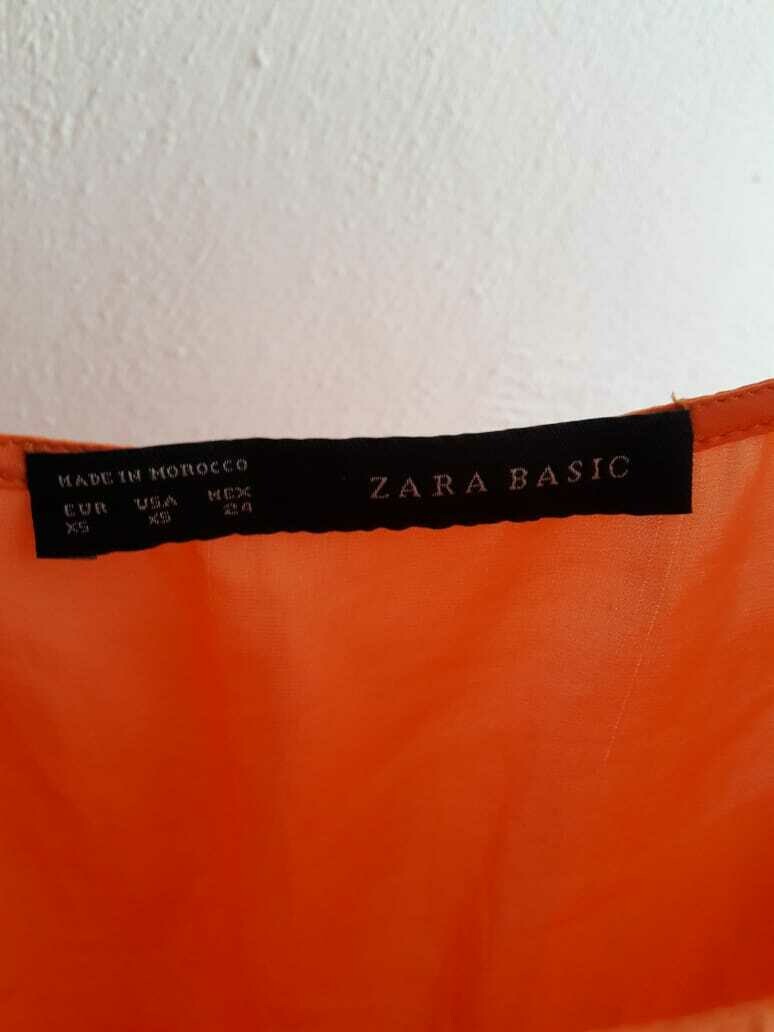 MADE IN MOROCCO
EUR USA MEX
XS XS 24
ZARA BASIC